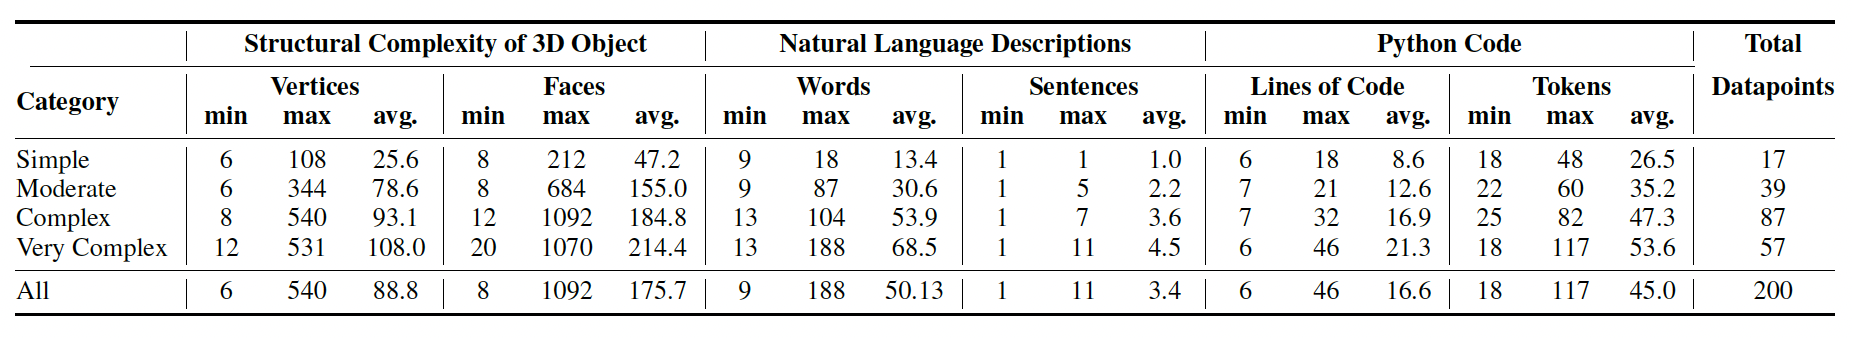 Structural Complexity of 3D Object Natural Language Descriptions Python Code Total
Category Vertices Faces Words Sentences Lines of Code Tokens Datapoints
min max avg. min max avg. min max avg. min max avg. min max avg. min max avg.
Simple 6 108 25.6 8 212 47.2 9 18 13.4 1 1 1.0 6 18 8.6 18 48 26.5 17
Moderate 6 344 78.6 8 684 155.0 9 87 30.6 1 5 2.2 7 21 12.6 22 60 35.2 39
Complex 8 540 93.1 12 1092 184.8 13 104 53.9 1 7 3.6 7 32 16.9 25 82 47.3 87
Very Complex 12 531 108.0 20 1070 214.4 13 188 68.5 1 11 4.5 6 46 21.3 18 117 53.6 57
All 6 540 88.8 8 1092 175.7 9 188 50.13 1 11 3.4 6 46 16.6 18 117 45.0 200